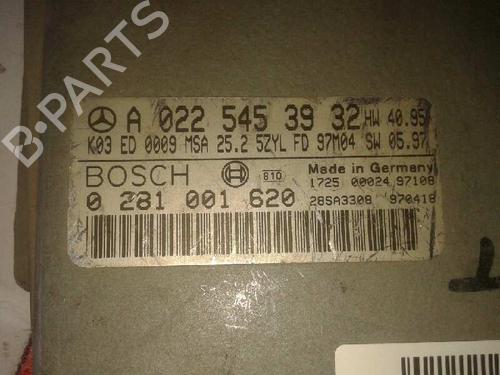 B-PARTS
A 022 545 39 32 HW 40.95
K03 ED 0009 MSA 25.2 5ZYL FD 97M04 SW 05.97
BOSCH 810 Made in Germany
1725 00024 97108
0 281 001 620 28SA3308 970418